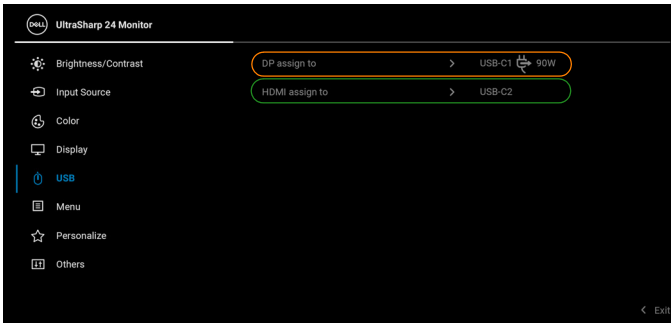 DELL UltraSharp 24 Monitor
Brightness/Contrast
DP assign to > USB-C1 90W
Input Source
HDMI assign to > USB-C2
Color
Display
USB
Menu
Personalize
Others
< Exit